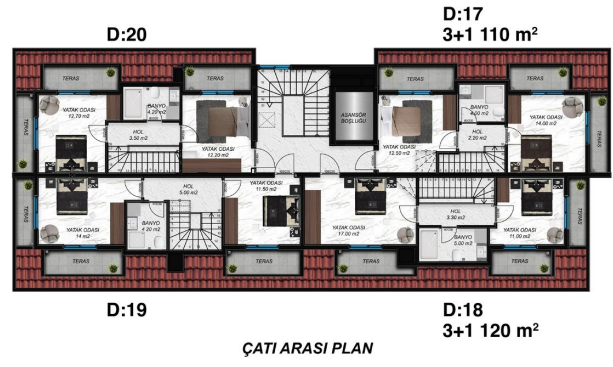 D:20
D:17
3+1 110 m²
TERAS
TERAS
TERAS
TERAS
TERAS
YATAK ODASI
12.70 m2
BANYO
4.20 m2
HOL
3.50 m2
YATAK ODASI
12.20 m2
ASANSÖR
BOŞLUĞU
YATAK ODASI
12.50 m2
BANYO
4.00 m2
HOL
2.20 m2
YATAK ODASI
14.00 m2
TERAS
TERAS
YATAK ODASI
14 m2
HOL
5.00 m2
BANYO
4.20 m2
YATAK ODASI
11.50 m2
YATAK ODASI
17.00 m2
HOL
3.30 m2
BANYO
5.00 m2
YATAK ODASI
11.00 m2
TERAS
TERAS
TERAS
TERAS
TERAS
D:19
D:18
3+1 120 m²
ÇATI ARASI PLAN